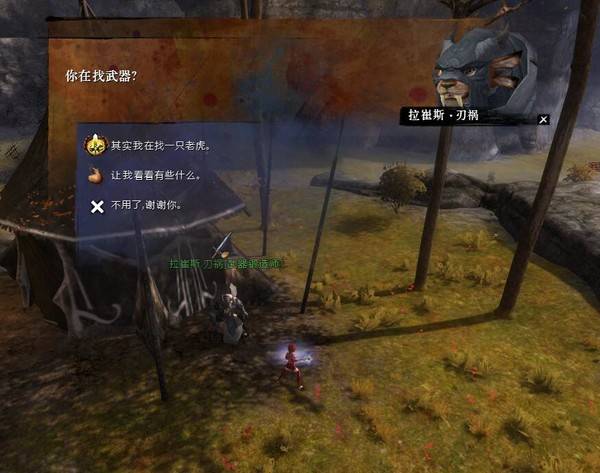 你在找武器?
拉崔斯·刃祸
其实我在找一只老虎。
让我看看有些什么。
不用了,谢谢你。
拉崔斯·刃祸[武器锻造师]